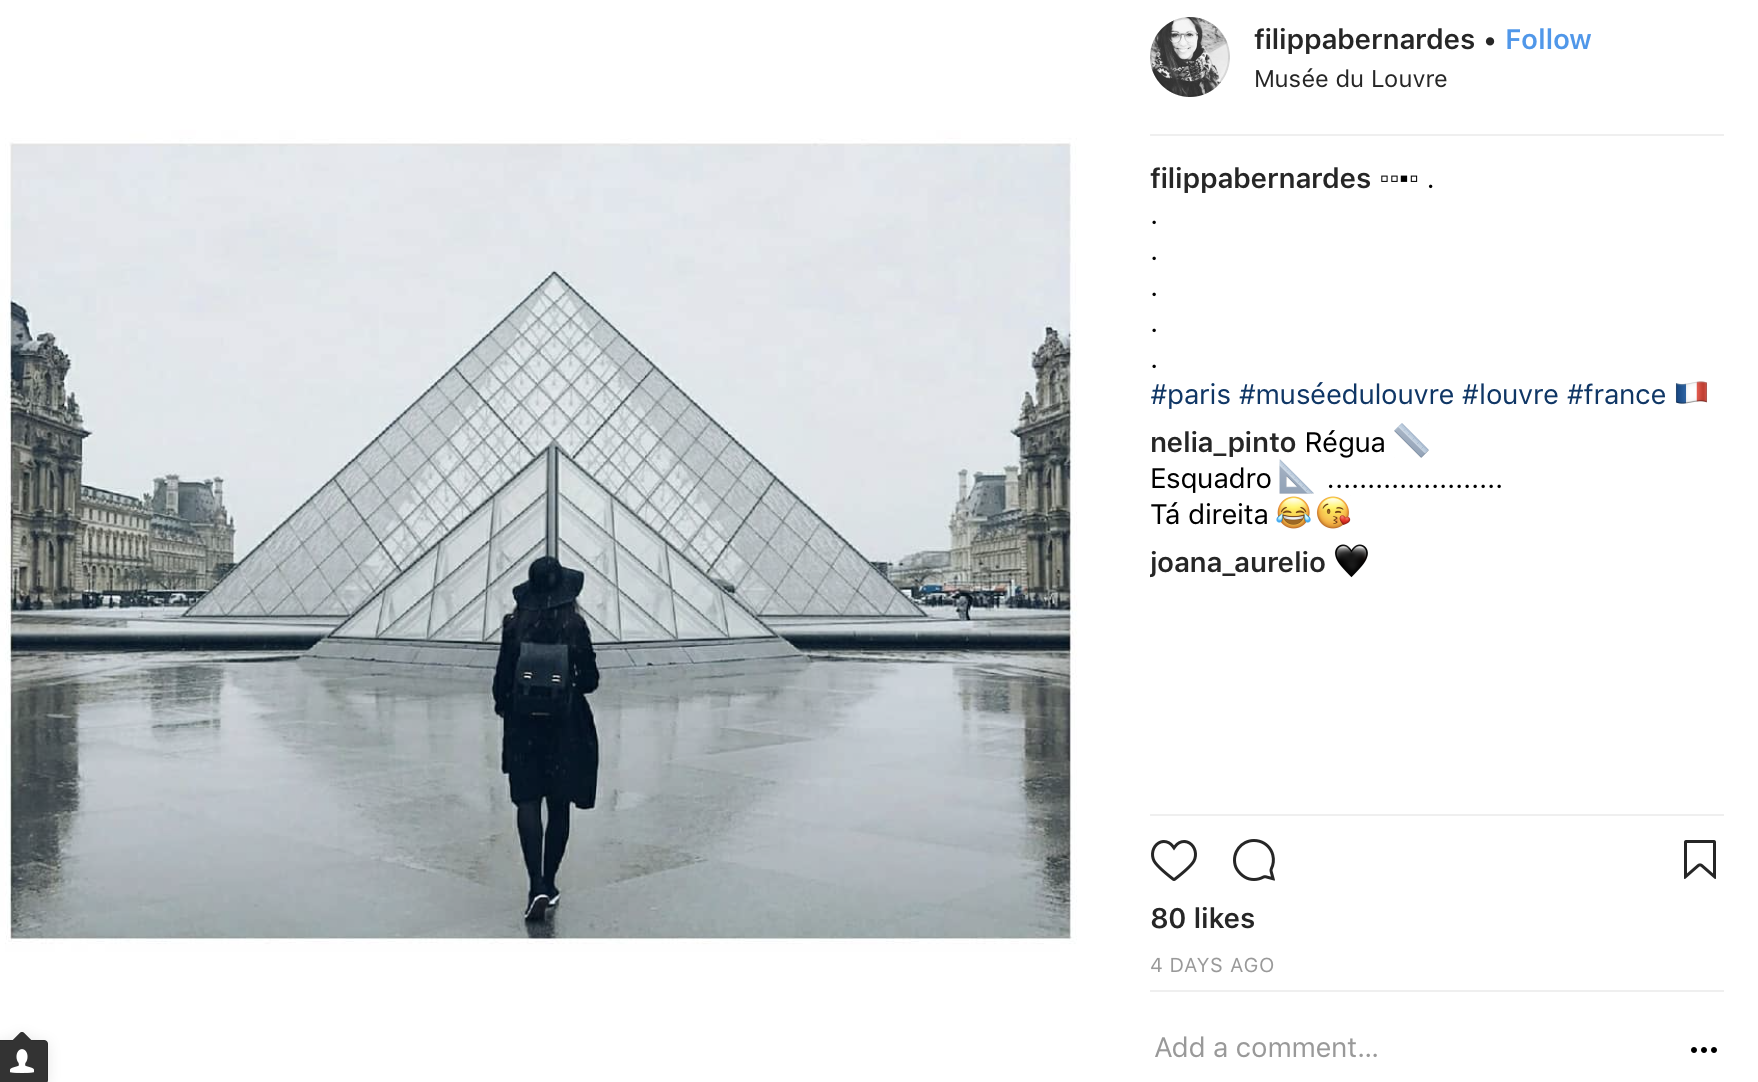 filippabernardes • Follow
Musée du Louvre
filippabernardes ▫▫▪▫ .
.
.
.
.
.
#paris #muséedulouvre #louvre #france 🇫🇷
nelia_pinto Régua 📏
Esquadro 📐 ......................
Tá direita 😂😘
joana_aurelio 🖤
80 likes
4 DAYS AGO
Add a comment...